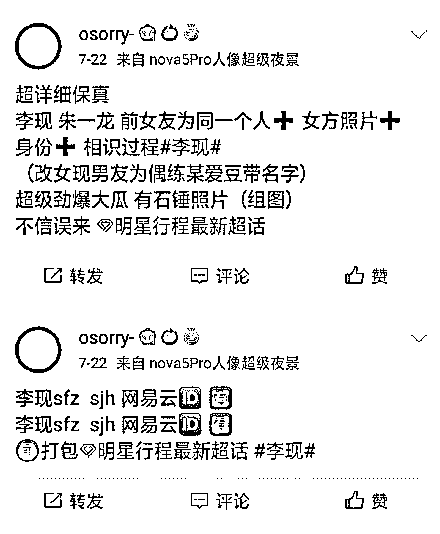 osorry-
7-22 来自 nova5Pro人像超级夜景
超详细保真
李现 朱一龙 前女友为同一个人➕ 女方照片➕
身份➕ 相识过程#李现#
（改女现男友为偶练某爱豆带名字）
超级劲爆大瓜 有石锤照片（组图）
不信误来 明星行程最新超话
转发 评论 赞
osorry-
7-22 来自 nova5Pro人像超级夜景
李现sfz sjh 网易云🆔 🈶
李现sfz sjh 网易云🆔 🈶
打包明星行程最新超话 #李现#
转发 评论 赞